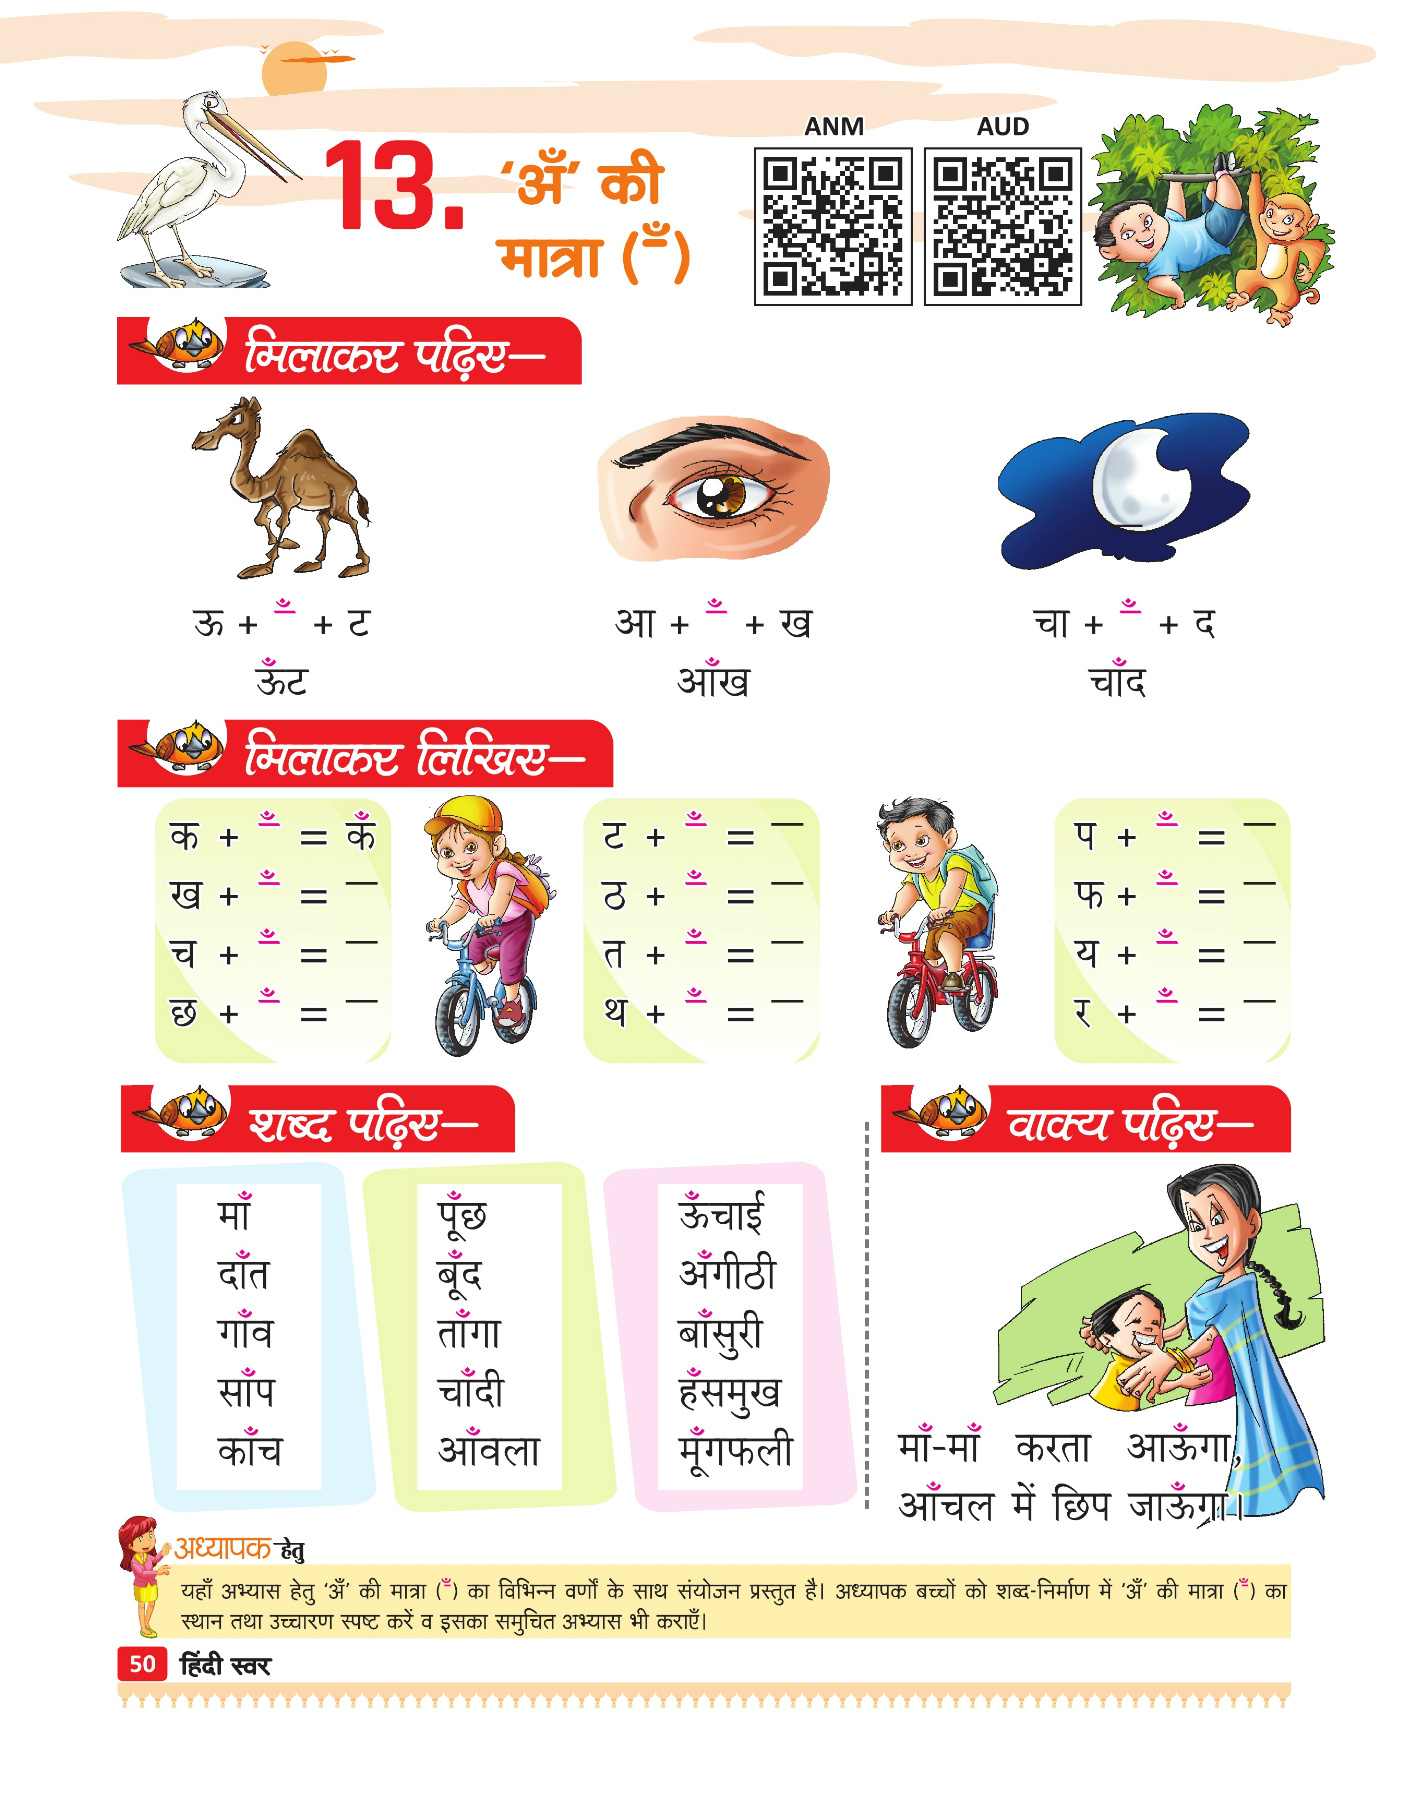 ANM AUD
13. ‘अँ’ की
मात्रा (ँ)
मिलाकर पढ़िए—
ऊ + ँ + ट
ऊँट
आ + ँ + ख
आँख
चा + ँ + द
चाँद
मिलाकर लिखिए—
क + ँ = कँ
ख + ँ = —
च + ँ = —
छ + ँ = —
ट + ँ = —
ठ + ँ = —
त + ँ = —
थ + ँ = —
प + ँ = —
फ + ँ = —
य + ँ = —
र + ँ = —
शब्द पढ़िए—
माँ
दाँत
गाँव
साँप
काँच
पूँछ
बूँद
ताँगा
चाँदी
आँवला
ऊँचाई
अँगीठी
बाँसुरी
हँसमुख
मूँगफली
वाक्य पढ़िए—
माँ-माँ करता आऊँगा,
आँचल में छिप जाऊँगा।
अध्यापक हेतु
यहाँ अभ्यास हेतु ‘अँ’ की मात्रा (ँ) का विभिन्न वर्णों के साथ संयोजन प्रस्तुत है। अध्यापक बच्चों को शब्द-निर्माण में ‘अँ’ की मात्रा (ँ) का
स्थान तथा उच्चारण स्पष्ट करें व इसका समुचित अभ्यास भी कराएँ।
50 हिंदी स्वर